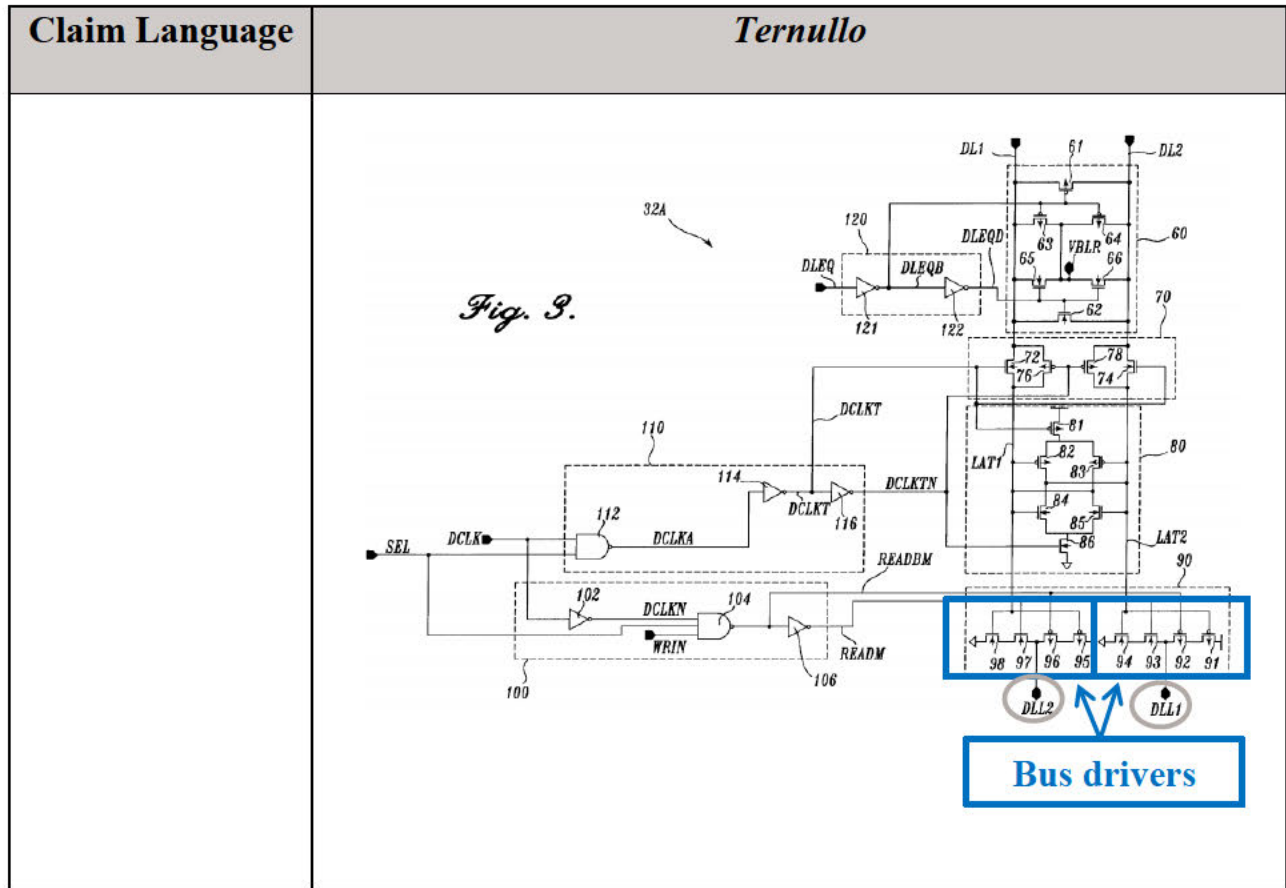 Claim Language
Ternullo
DL1
61
DL2
32A
120
63
64
DLEQD
VBLR
60
65
66
DLEQ
DLEQB
Fig. 3.
121
122
62
70
72
78
76
74
DCLKT
81
110
82
80
LAT1
83
114
DCLKTN
DCLKT
116
84
112
85
DCLK
SEL
DCLKA
86
LAT2
READBM
90
102
104
DCLKN
WRIN
98
97
96
95
94
93
92
91
106
READM
100
DLL2
DLL1
Bus drivers